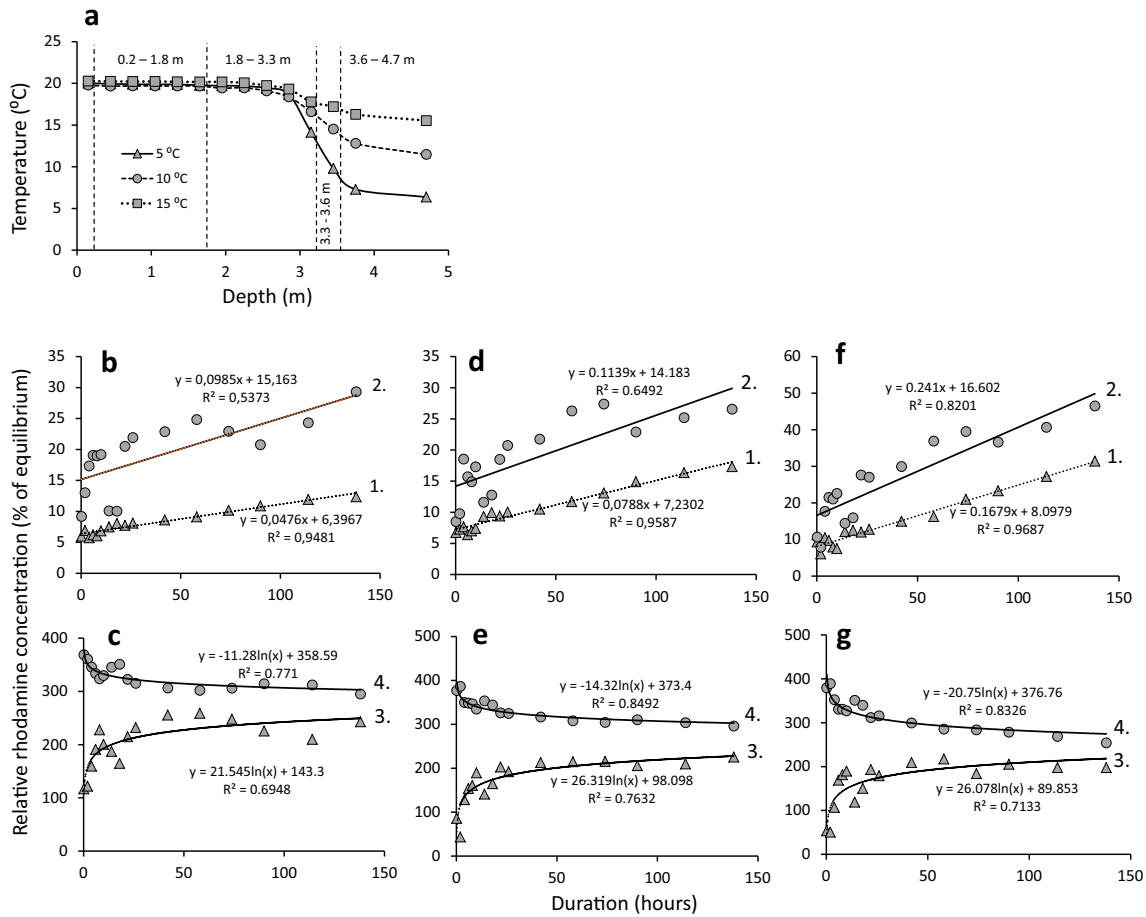 a
25
20
15
10
5
0
Temperature (⁰C)
0.2 – 1.8 m
1.8 – 3.3 m
3.6 – 4.7 m
3.3 - 3.6 m
5 ⁰C
10 ⁰C
15 ⁰C
0 1 2 3 4 5
Depth (m)
Relative rhodamine concentration (% of equilibrium)
b
35
30
25
20
15
10
5
0
y = 0,0985x + 15,163
R² = 0,5373
2.
1.
y = 0,0476x + 6,3967
R² = 0,9481
0 50 100 150
d
35
30
25
20
15
10
5
0
y = 0.1139x + 14.183
R² = 0.6492
2.
1.
y = 0,0788x + 7,2302
R² = 0,9587
0 50 100 150
f
60
50
40
30
20
10
0
y = 0.241x + 16.602
R² = 0.8201
2.
1.
y = 0.1679x + 8.0979
R² = 0.9687
0 50 100 150
c
400
300
200
100
0
y = -11.28ln(x) + 358.59
R² = 0.771
4.
3.
y = 21.545ln(x) + 143.3
R² = 0.6948
0 50 100 150
e
500
400
300
200
100
0
y = -14.32ln(x) + 373.4
R² = 0.8492
4.
3.
y = 26.319ln(x) + 98.098
R² = 0.7632
0 50 100 150
g
500
400
300
200
100
0
y = -20.75ln(x) + 376.76
R² = 0.8326
4.
3.
y = 26.078ln(x) + 89.853
R² = 0.7133
0 50 100 150
Duration (hours)